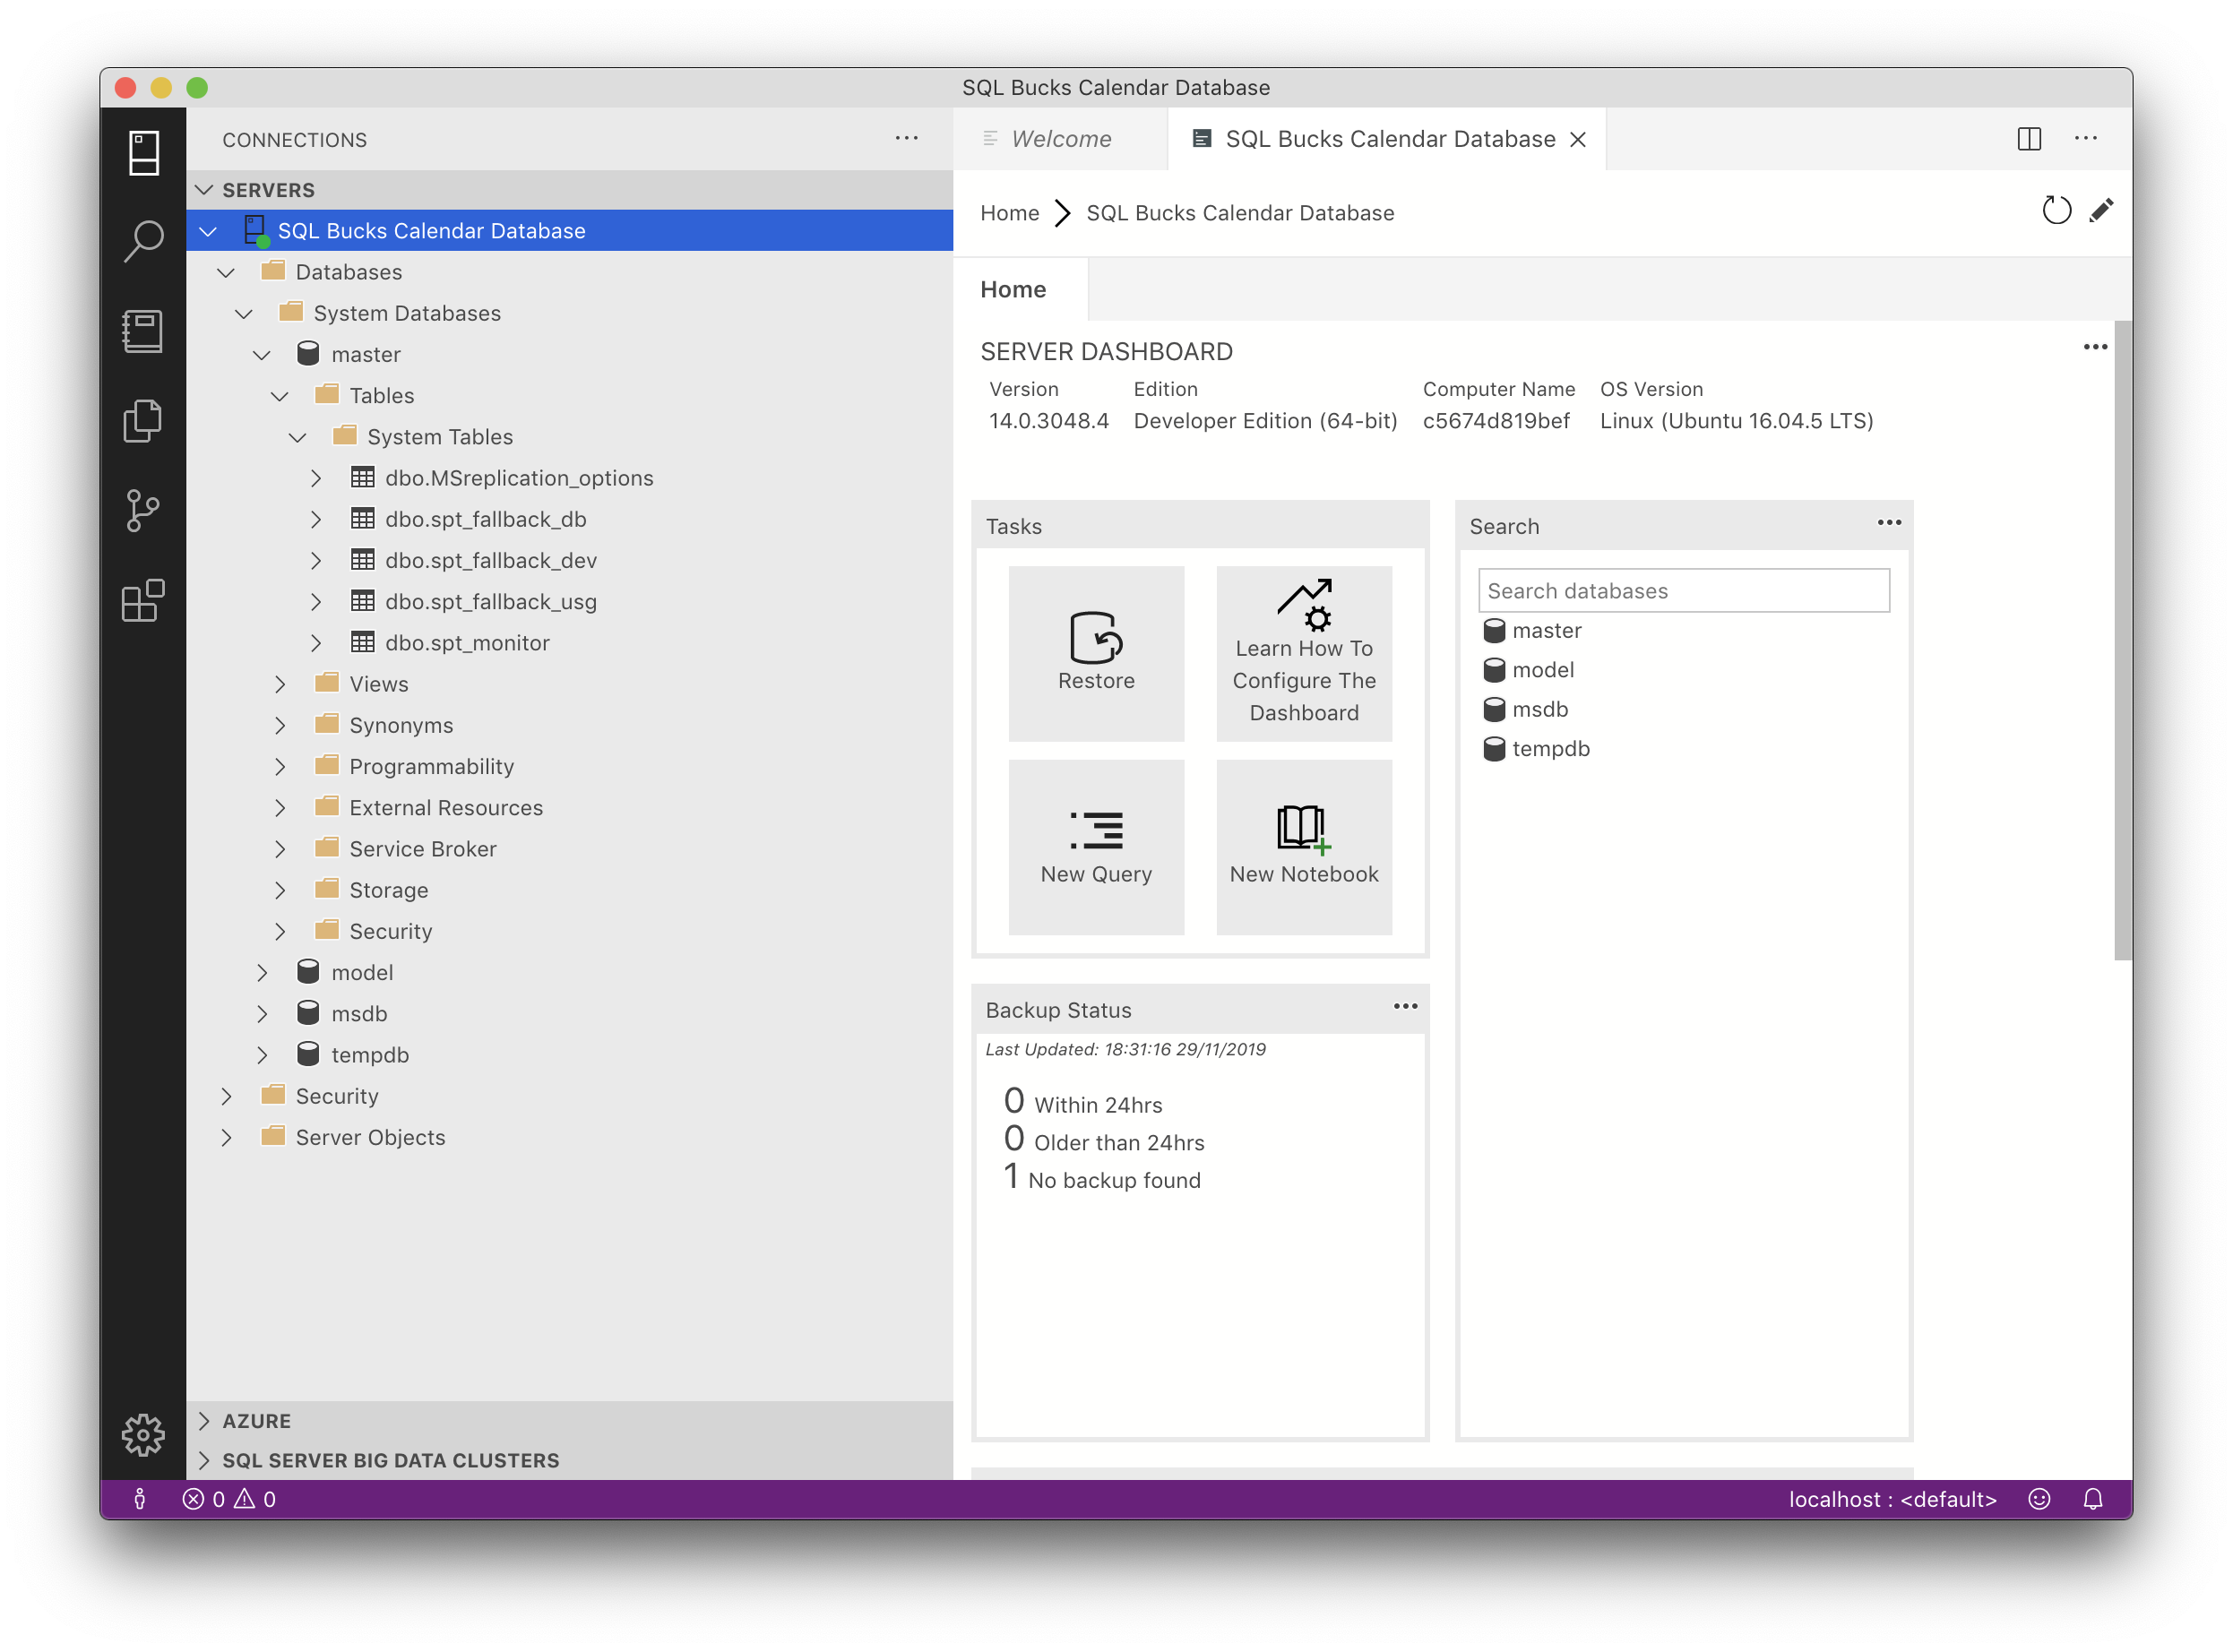 SQL Bucks Calendar Database
CONNECTIONS
SERVERS
SQL Bucks Calendar Database
Databases
System Databases
master
Tables
System Tables
dbo.MSreplication_options
dbo.spt_fallback_db
dbo.spt_fallback_dev
dbo.spt_fallback_usg
dbo.spt_monitor
Views
Synonyms
Programmability
External Resources
Service Broker
Storage
Security
model
msdb
tempdb
Security
Server Objects
AZURE
SQL SERVER BIG DATA CLUSTERS
Welcome
SQL Bucks Calendar Database
Home SQL Bucks Calendar Database
Home
SERVER DASHBOARD
Version Edition Computer Name OS Version
14.0.3048.4 Developer Edition (64-bit) c5674d819bef Linux (Ubuntu 16.04.5 LTS)
Tasks
Restore
Learn How To
Configure The
Dashboard
New Query
New Notebook
Search
Search databases
master
model
msdb
tempdb
Backup Status
Last Updated: 18:31:16 29/11/2019
0 Within 24hrs
0 Older than 24hrs
1 No backup found
0 0
localhost : <default>